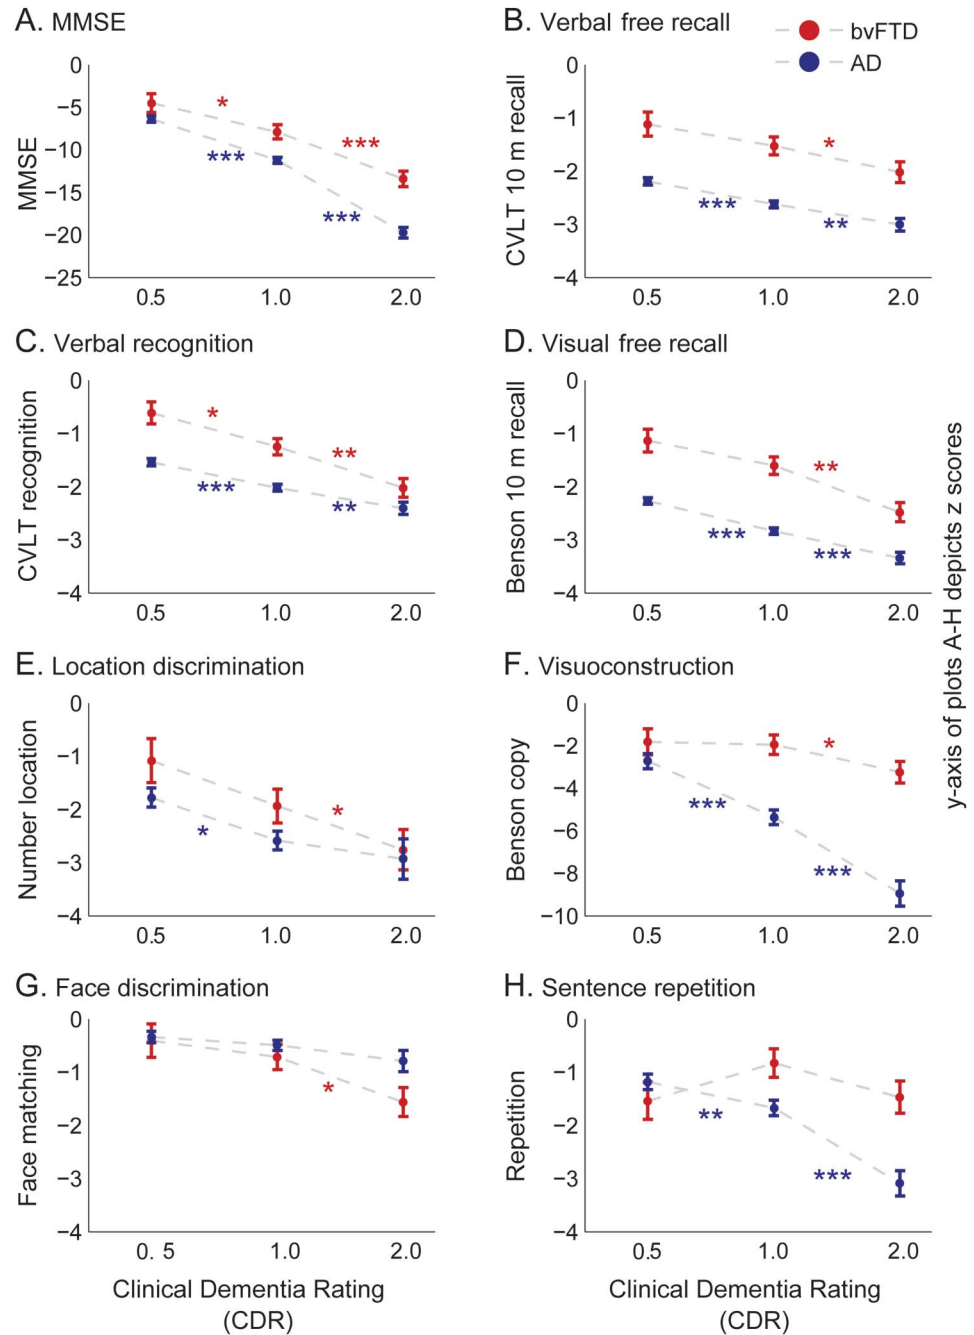 A. MMSE
MMSE
0
−5
−10
−15
−20
−25
*
***
***
***
0.5 1.0 2.0
B. Verbal free recall
bvFTD
AD
CVLT 10 m recall
0
−1
−2
−3
−4
*
***
**
0.5 1.0 2.0
C. Verbal recognition
CVLT recognition
0
−1
−2
−3
−4
*
**
***
**
0.5 1.0 2.0
D. Visual free recall
Benson 10 m recall
0
−1
−2
−3
−4
**
***
***
0.5 1.0 2.0
y-axis of plots A-H depicts z scores
E. Location discrimination
Number location
0
−1
−2
−3
−4
*
*
0.5 1.0 2.0
F. Visuoconstruction
Benson copy
0
−2
−4
−6
−8
−10
*
***
***
0.5 1.0 2.0
G. Face discrimination
Face matching
0
−1
−2
−3
−4
*
0. 5 1.0 2.0
Clinical Dementia Rating
(CDR)
H. Sentence repetition
Repetition
0
−1
−2
−3
−4
**
***
0.5 1.0 2.0
Clinical Dementia Rating
(CDR)